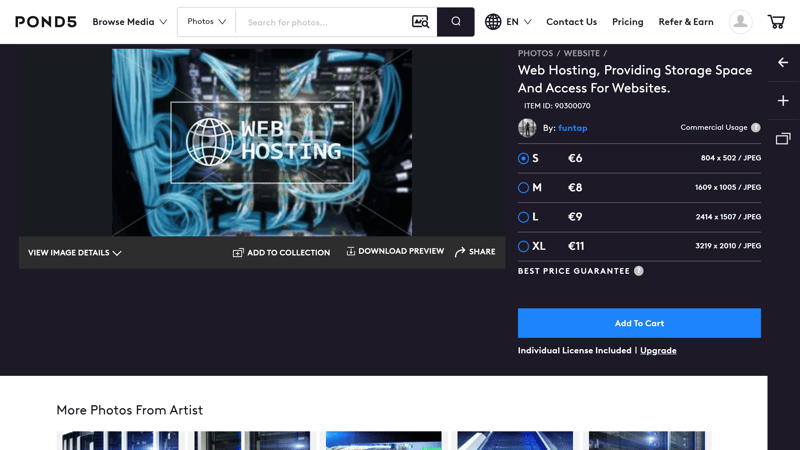 POND5
Browse Media
Photos
Search for photos...
EN
Contact Us
Pricing
Refer & Earn
WEB
HOSTING
VIEW IMAGE DETAILS
ADD TO COLLECTION
DOWNLOAD PREVIEW
SHARE
PHOTOS / WEBSITE /
Web Hosting, Providing Storage Space
And Access For Websites.
ITEM ID: 90300070
By: funtap
Commercial Usage ?
S €6 804 x 502 / JPEG
M €8 1609 x 1005 / JPEG
L €9 2414 x 1507 / JPEG
XL €11 3219 x 2010 / JPEG
BEST PRICE GUARANTEE ?
Add To Cart
Individual License Included | Upgrade
More Photos From Artist